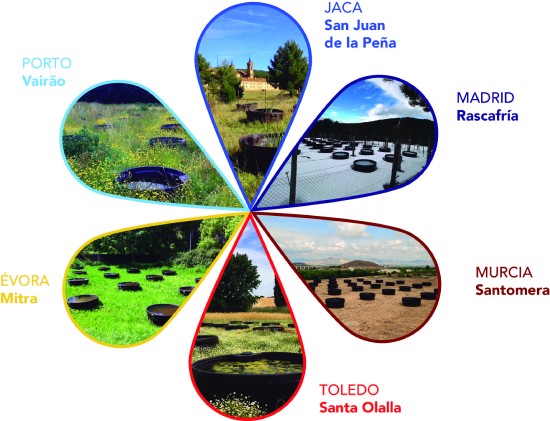 JACA
San Juan
de la Peña
PORTO
Vairão
MADRID
Rascafría
ÉVORA
Mitra
MURCIA
Santomera
TOLEDO
Santa Olalla